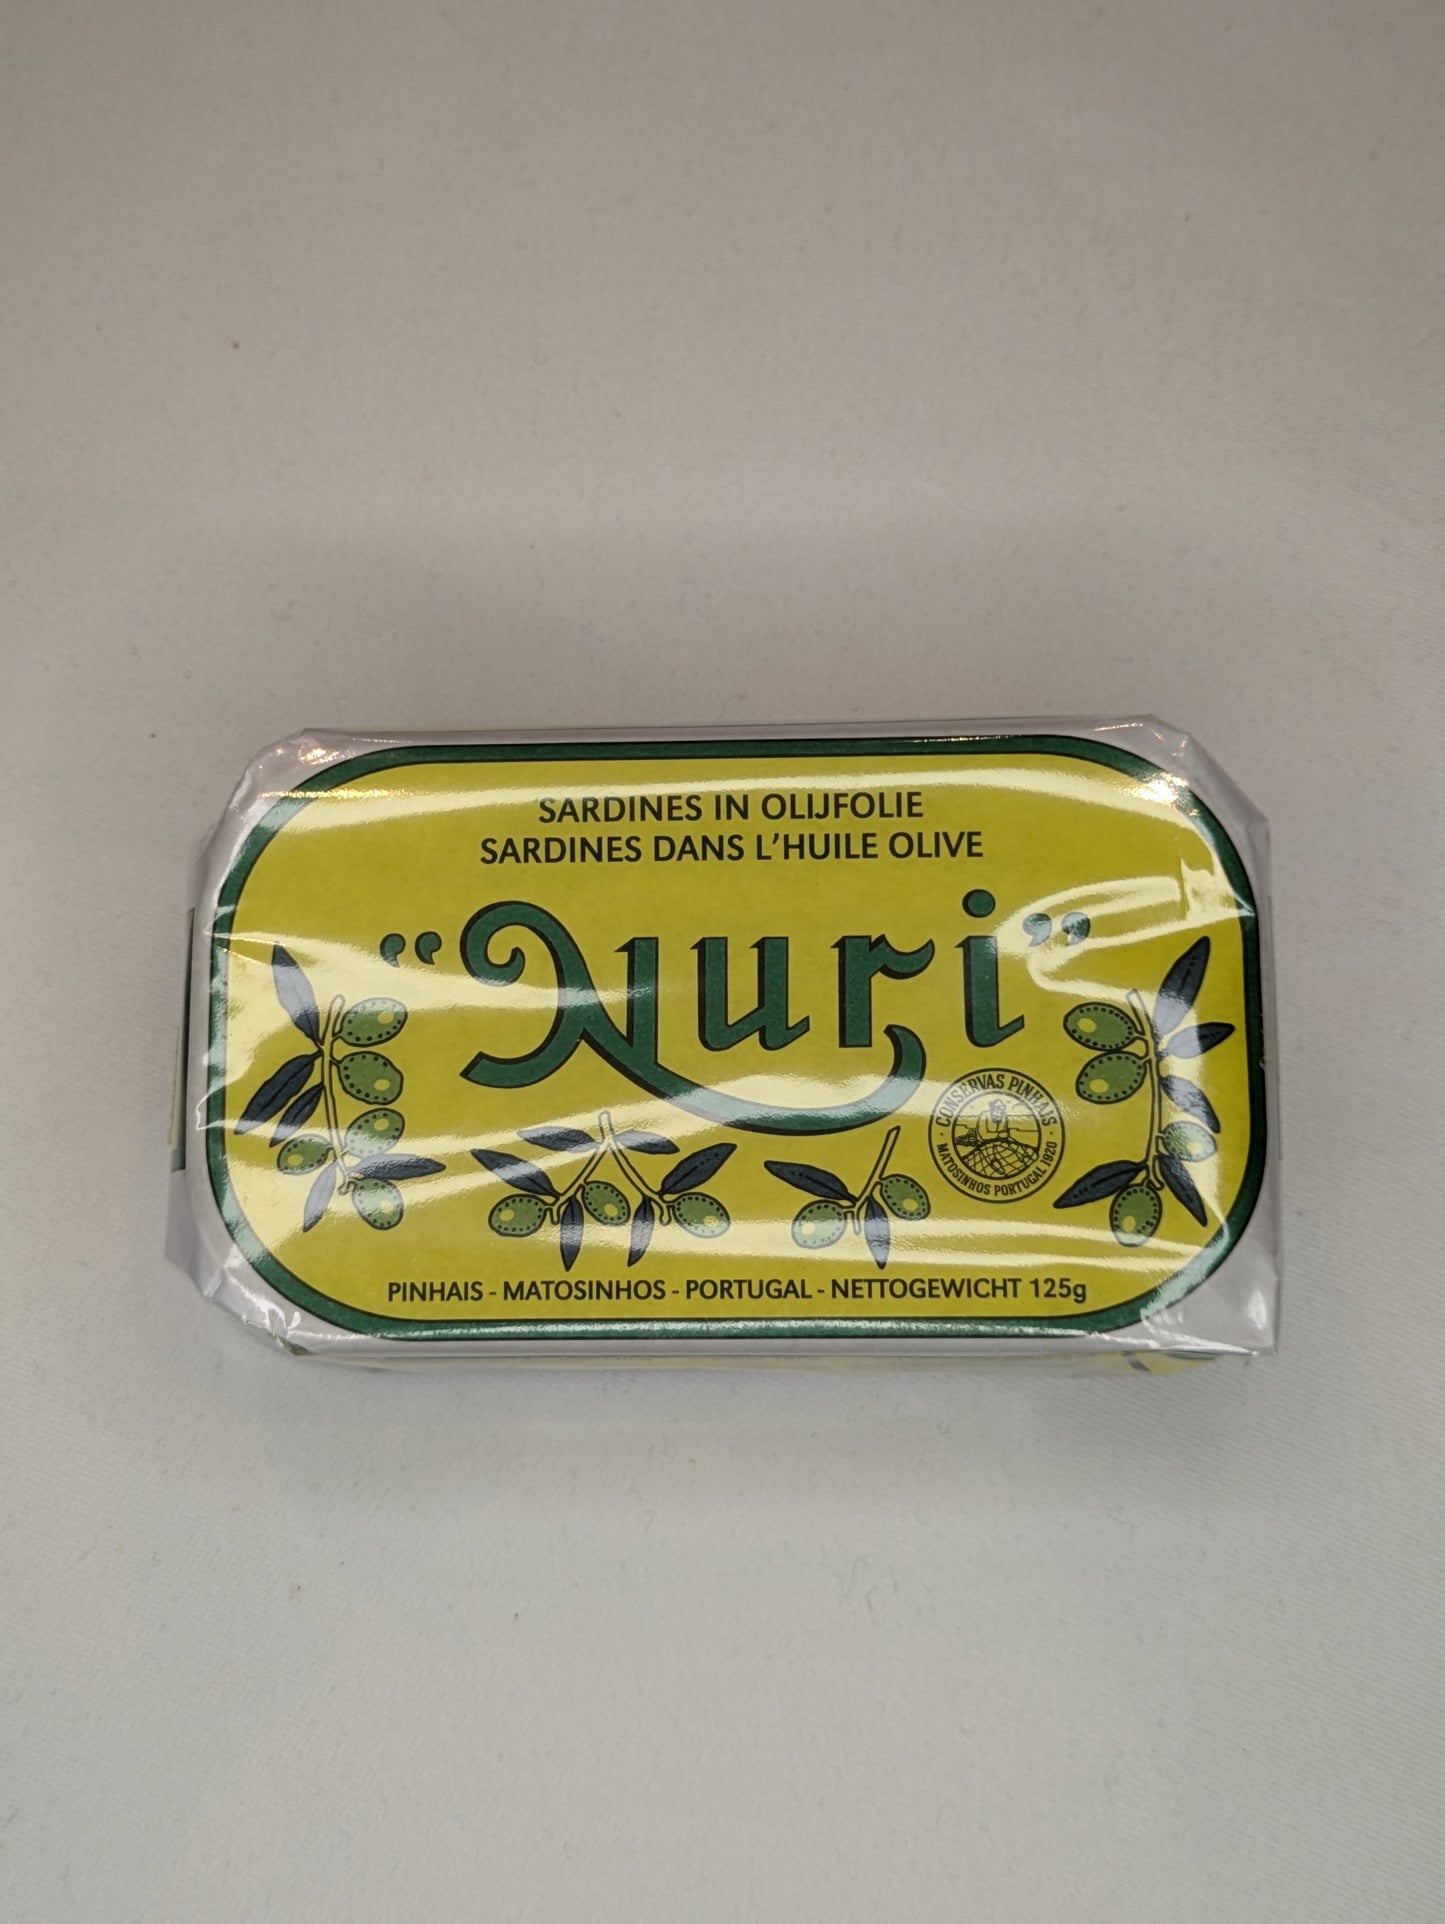 SARDINES IN OLIJFOLIE
SARDINES DANS L'HUILE OLIVE
"Nuri"
CONSERVAS PINHAIS
MATOSINHOS PORTUGAL 1920
PINHAIS - MATOSINHOS - PORTUGAL - NETTOGEWICHT 125g